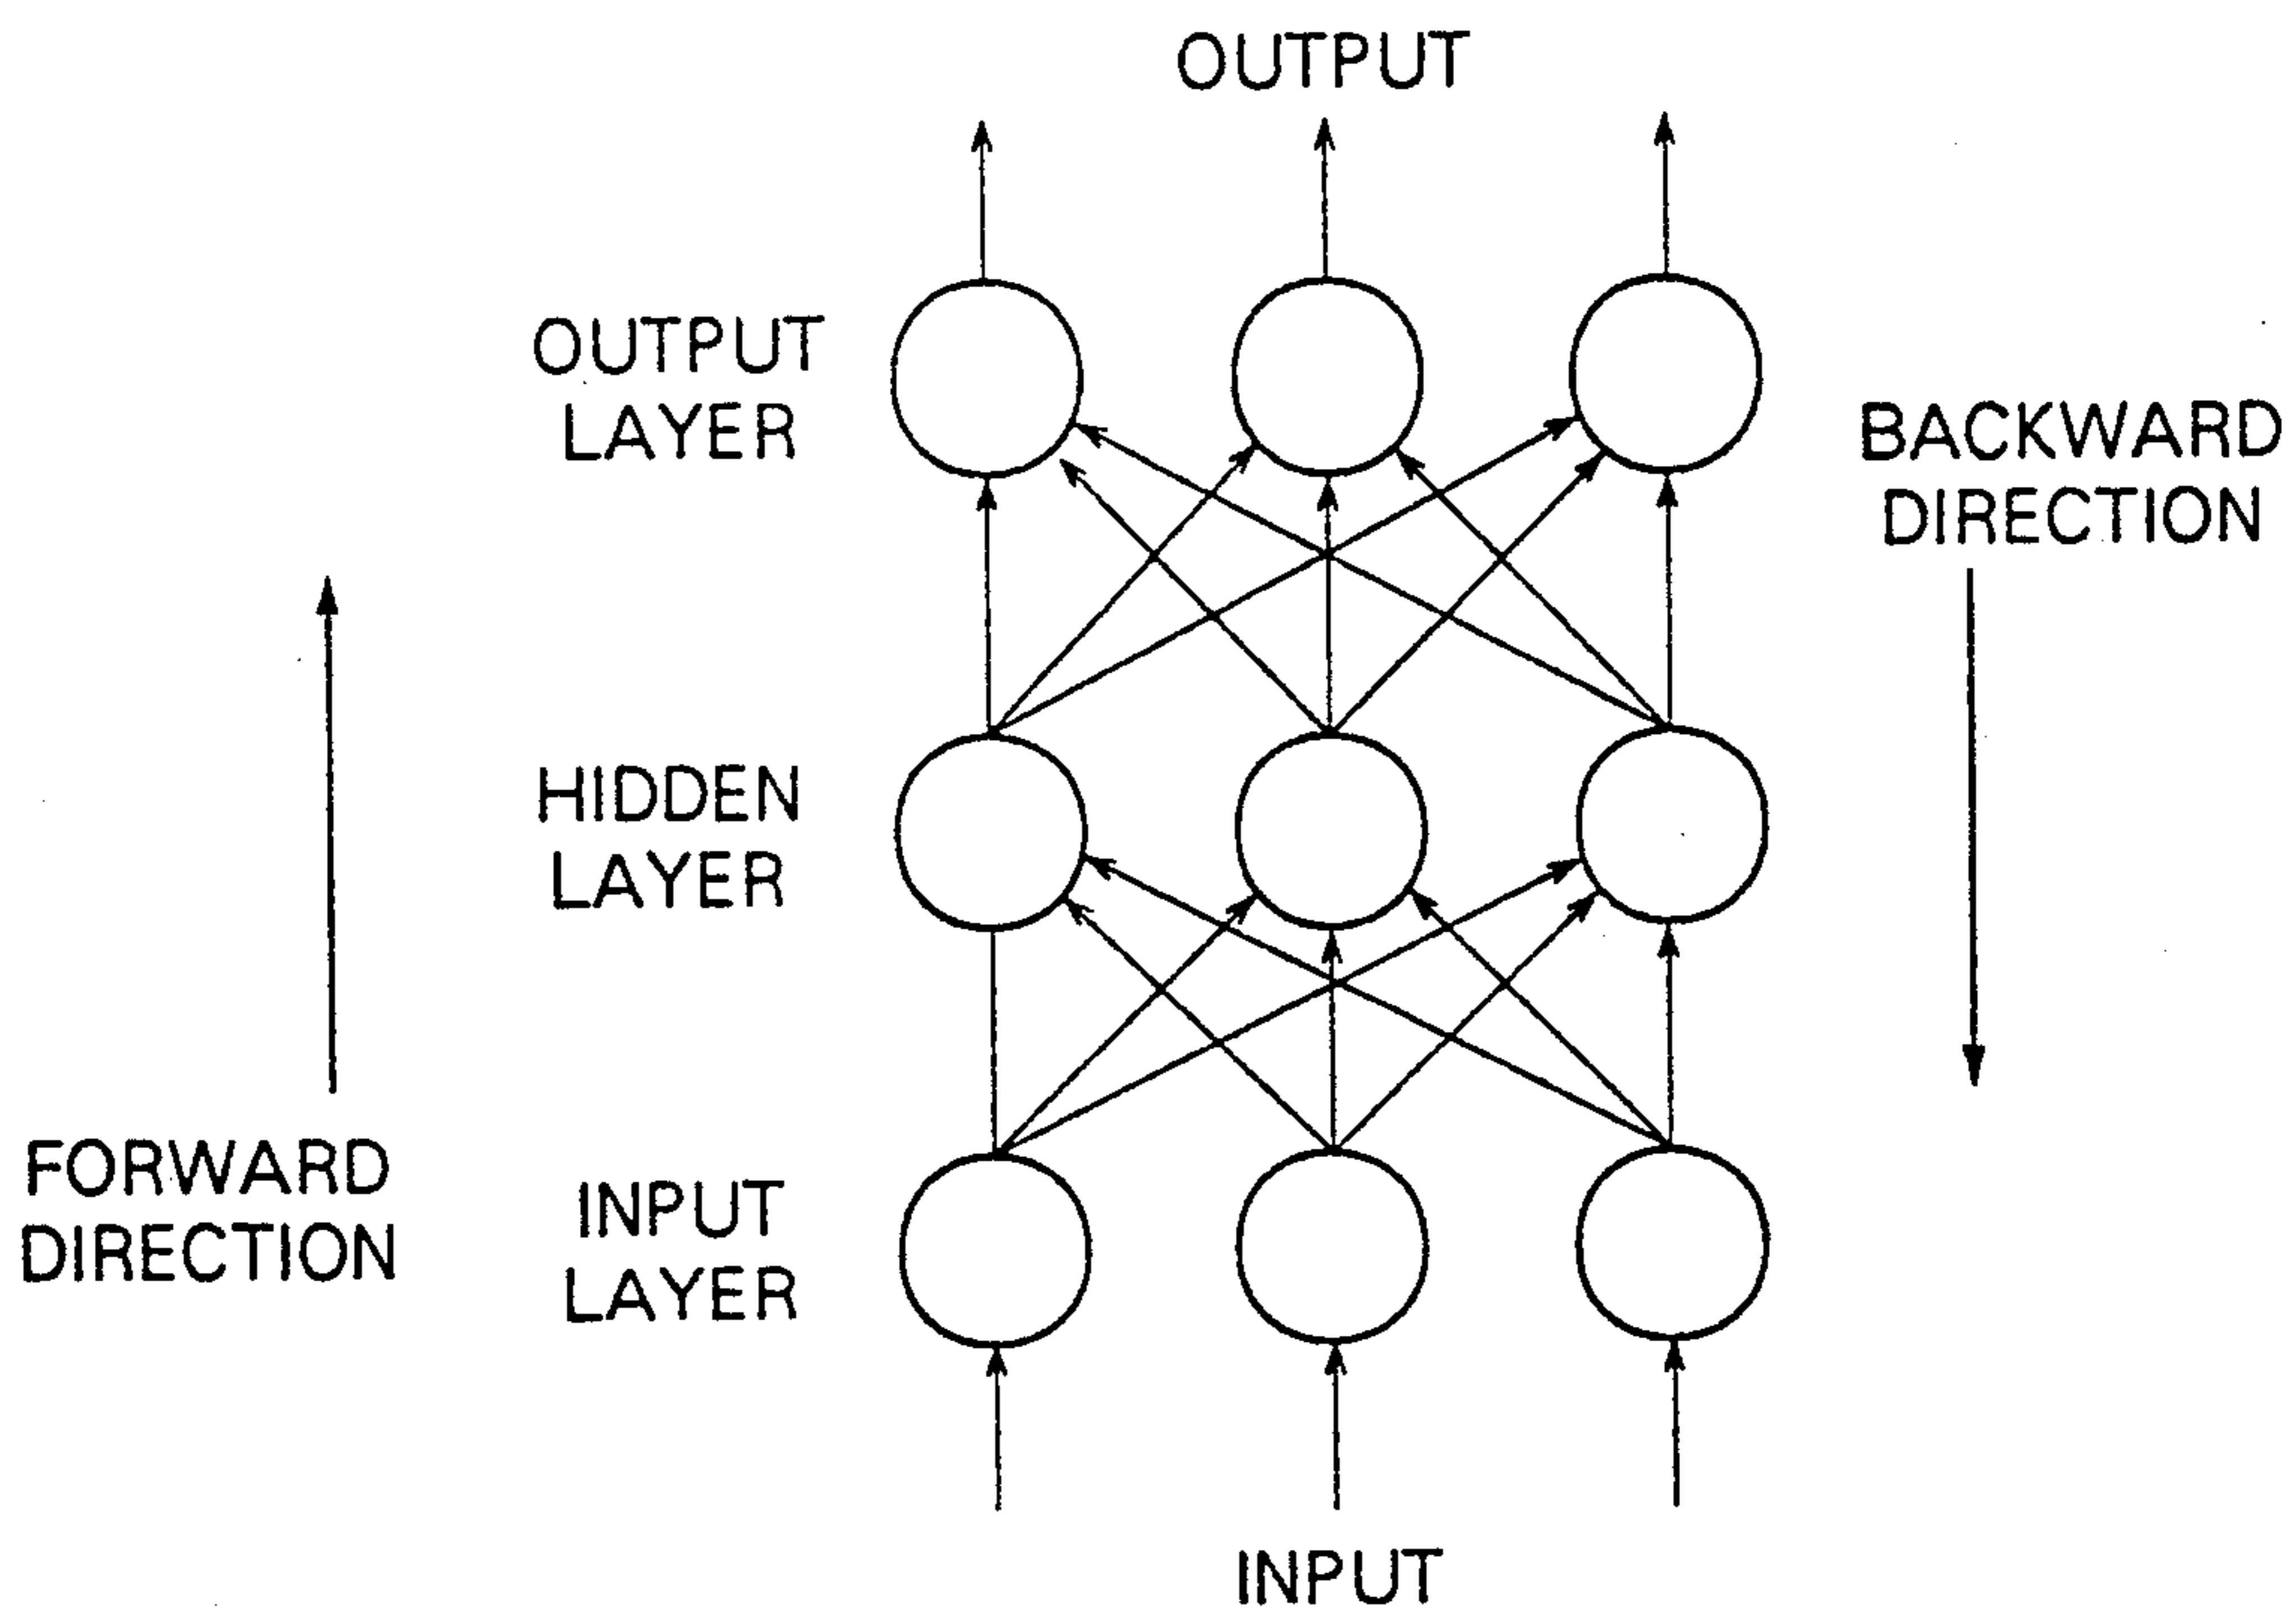 OUTPUT
OUTPUT
LAYER
BACKWARD
DIRECTION
HIDDEN
LAYER
FORWARD
DIRECTION
INPUT
LAYER
INPUT